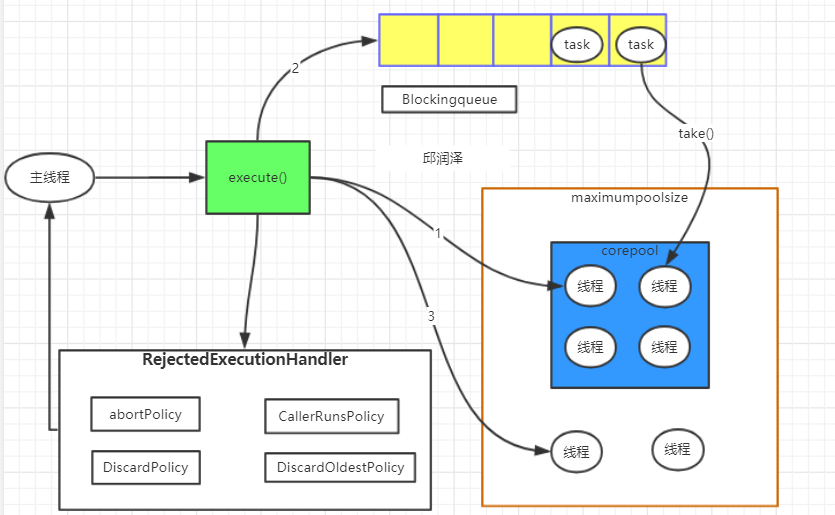 task
task
2
Blockingqueue
take()
邱润泽
主线程
execute()
maximumpoolsize
1
corepool
线程
线程
3
线程
线程
RejectedExecutionHandler
abortPolicy
CallerRunsPolicy
线程
线程
DiscardPolicy
DiscardOldestPolicy